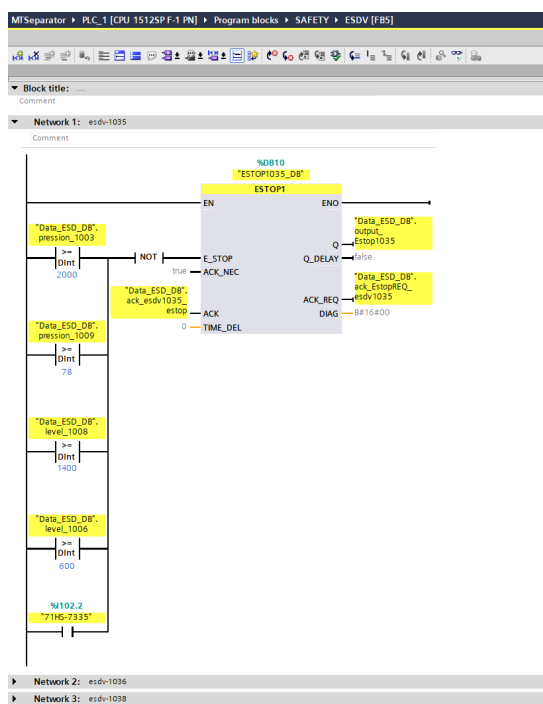 MTSeparator ▸ PLC_1 [CPU 1512SP F-1 PN] ▸ Program blocks ▸ SAFETY ▸ ESDV [FB5]
Block title: ....
Comment
Network 1: esdv-1035
Comment
%DB10
"ESTOP1035_DB"
ESTOP1
EN ENO
"Data_ESD_DB".
pression_1003
>=
DInt
2000
NOT
"Data_ESD_DB".
output_
Estop1035
Q
E_STOP Q_DELAY false
true ACK_NEC
"Data_ESD_DB".
ack_EstopREQ_
esdv1035
ACK_REQ
"Data_ESD_DB".
ack_esdv1035_
estop
ACK DIAG B#16#00
0 TIME_DEL
"Data_ESD_DB".
pression_1009
>=
DInt
78
"Data_ESD_DB".
level_1008
>=
DInt
1400
"Data_ESD_DB".
level_1006
>=
DInt
600
%I102.2
"71HS-7335"
Network 2: esdv-1036
Network 3: esdv-1038